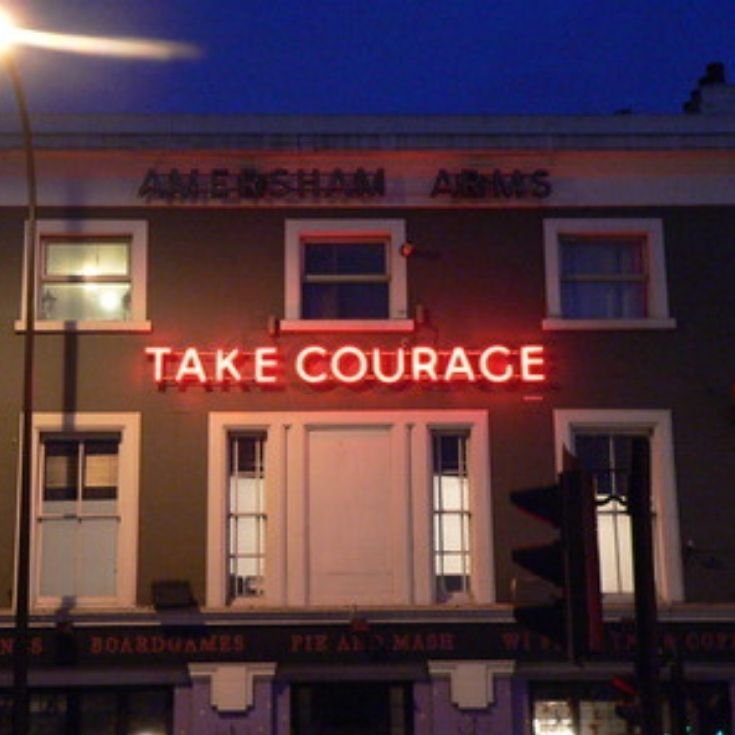 AMERSHAM ARMS
TAKE COURAGE
BOARDGAMES PIE AND MASH